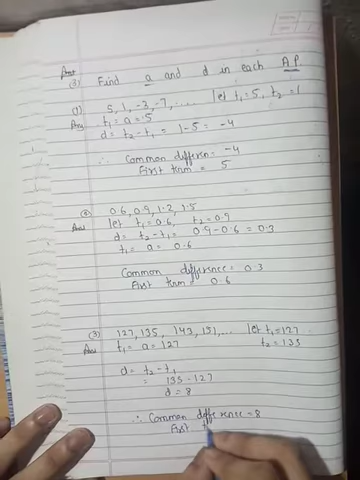 Ans
(3) Find a and d in each A.P.
(1) 5, 1, -3, -7, ..... let t₁ = 5, t₂ = 1
Ans t₁ = a = 5
d = t₂ - t₁ = 1 - 5 = -4
∴ Common differen = -4
First term = 5
(2) 0.6, 0.9, 1.2, 1.5
Ans let t₁ = 0.6, t₂ = 0.9
d = t₂ - t₁ = 0.9 - 0.6 = 0.3
t₁ = a = 0.6
Common difference = 0.3
First term = 0.6
(3) 127, 135, 143, 151, ... let t₁ = 127
Ans t₁ = a = 127 t₂ = 135
d = t₂ - t₁
= 135 - 127
d = 8
∴ Common difference = 8
First t